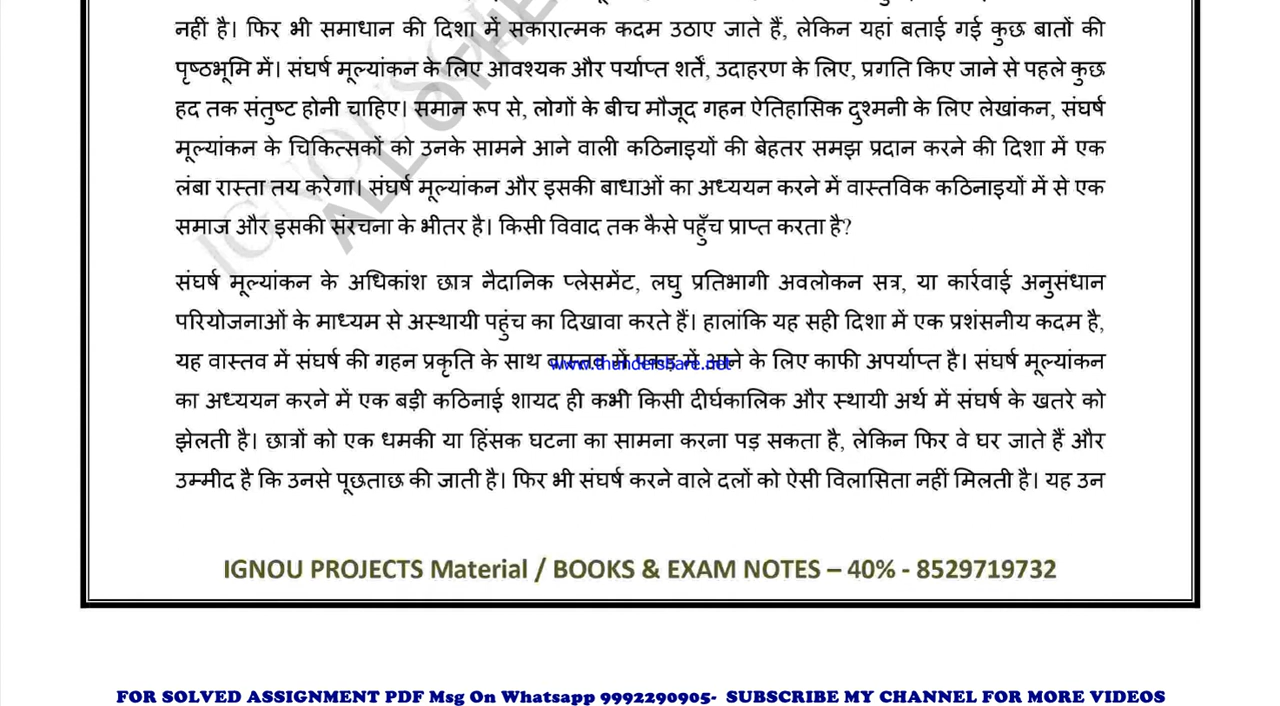 नहीं है। फिर भी समाधान की दिशा में सकारात्मक कदम उठाए जाते हैं, लेकिन यहां बताई गई कुछ बातों की
पृष्ठभूमि में। संघर्ष मूल्यांकन के लिए आवश्यक और पर्याप्त शर्तें, उदाहरण के लिए, प्रगति किए जाने से पहले कुछ
हद तक संतुष्ट होनी चाहिए। समान रूप से, लोगों के बीच मौजूद गहन ऐतिहासिक दुश्मनी के लिए लेखांकन, संघर्ष
मूल्यांकन के चिकित्सकों को उनके सामने आने वाली कठिनाइयों की बेहतर समझ प्रदान करने की दिशा में एक
लंबा रास्ता तय करेगा। संघर्ष मूल्यांकन और इसकी बाधाओं का अध्ययन करने में वास्तविक कठिनाइयों में से एक
समाज और इसकी संरचना के भीतर है। किसी विवाद तक कैसे पहुँच प्राप्त करता है?
संघर्ष मूल्यांकन के अधिकांश छात्र नैदानिक प्लेसमेंट, लघु प्रतिभागी अवलोकन सत्र, या कार्रवाई अनुसंधान
परियोजनाओं के माध्यम से अस्थायी पहुंच का दिखावा करते हैं। हालांकि यह सही दिशा में एक प्रशंसनीय कदम है,
यह वास्तव में संघर्ष की गहन प्रकृति के साथ वास्तव में पकड़ में आने के लिए काफी अपर्याप्त है। संघर्ष मूल्यांकन
www.thundershare.net
का अध्ययन करने में एक बड़ी कठिनाई शायद ही कभी किसी दीर्घकालिक और स्थायी अर्थ में संघर्ष के खतरे को
झेलती है। छात्रों को एक धमकी या हिंसक घटना का सामना करना पड़ सकता है, लेकिन फिर वे घर जाते हैं और
उम्मीद है कि उनसे पूछताछ की जाती है। फिर भी संघर्ष करने वाले दलों को ऐसी विलासिता नहीं मिलती है। यह उन
IGNOU PROJECTS Material / BOOKS & EXAM NOTES – 40% - 8529719732
FOR SOLVED ASSIGNMENT PDF Msg On Whatsapp 9992290905- SUBSCRIBE MY CHANNEL FOR MORE VIDEOS